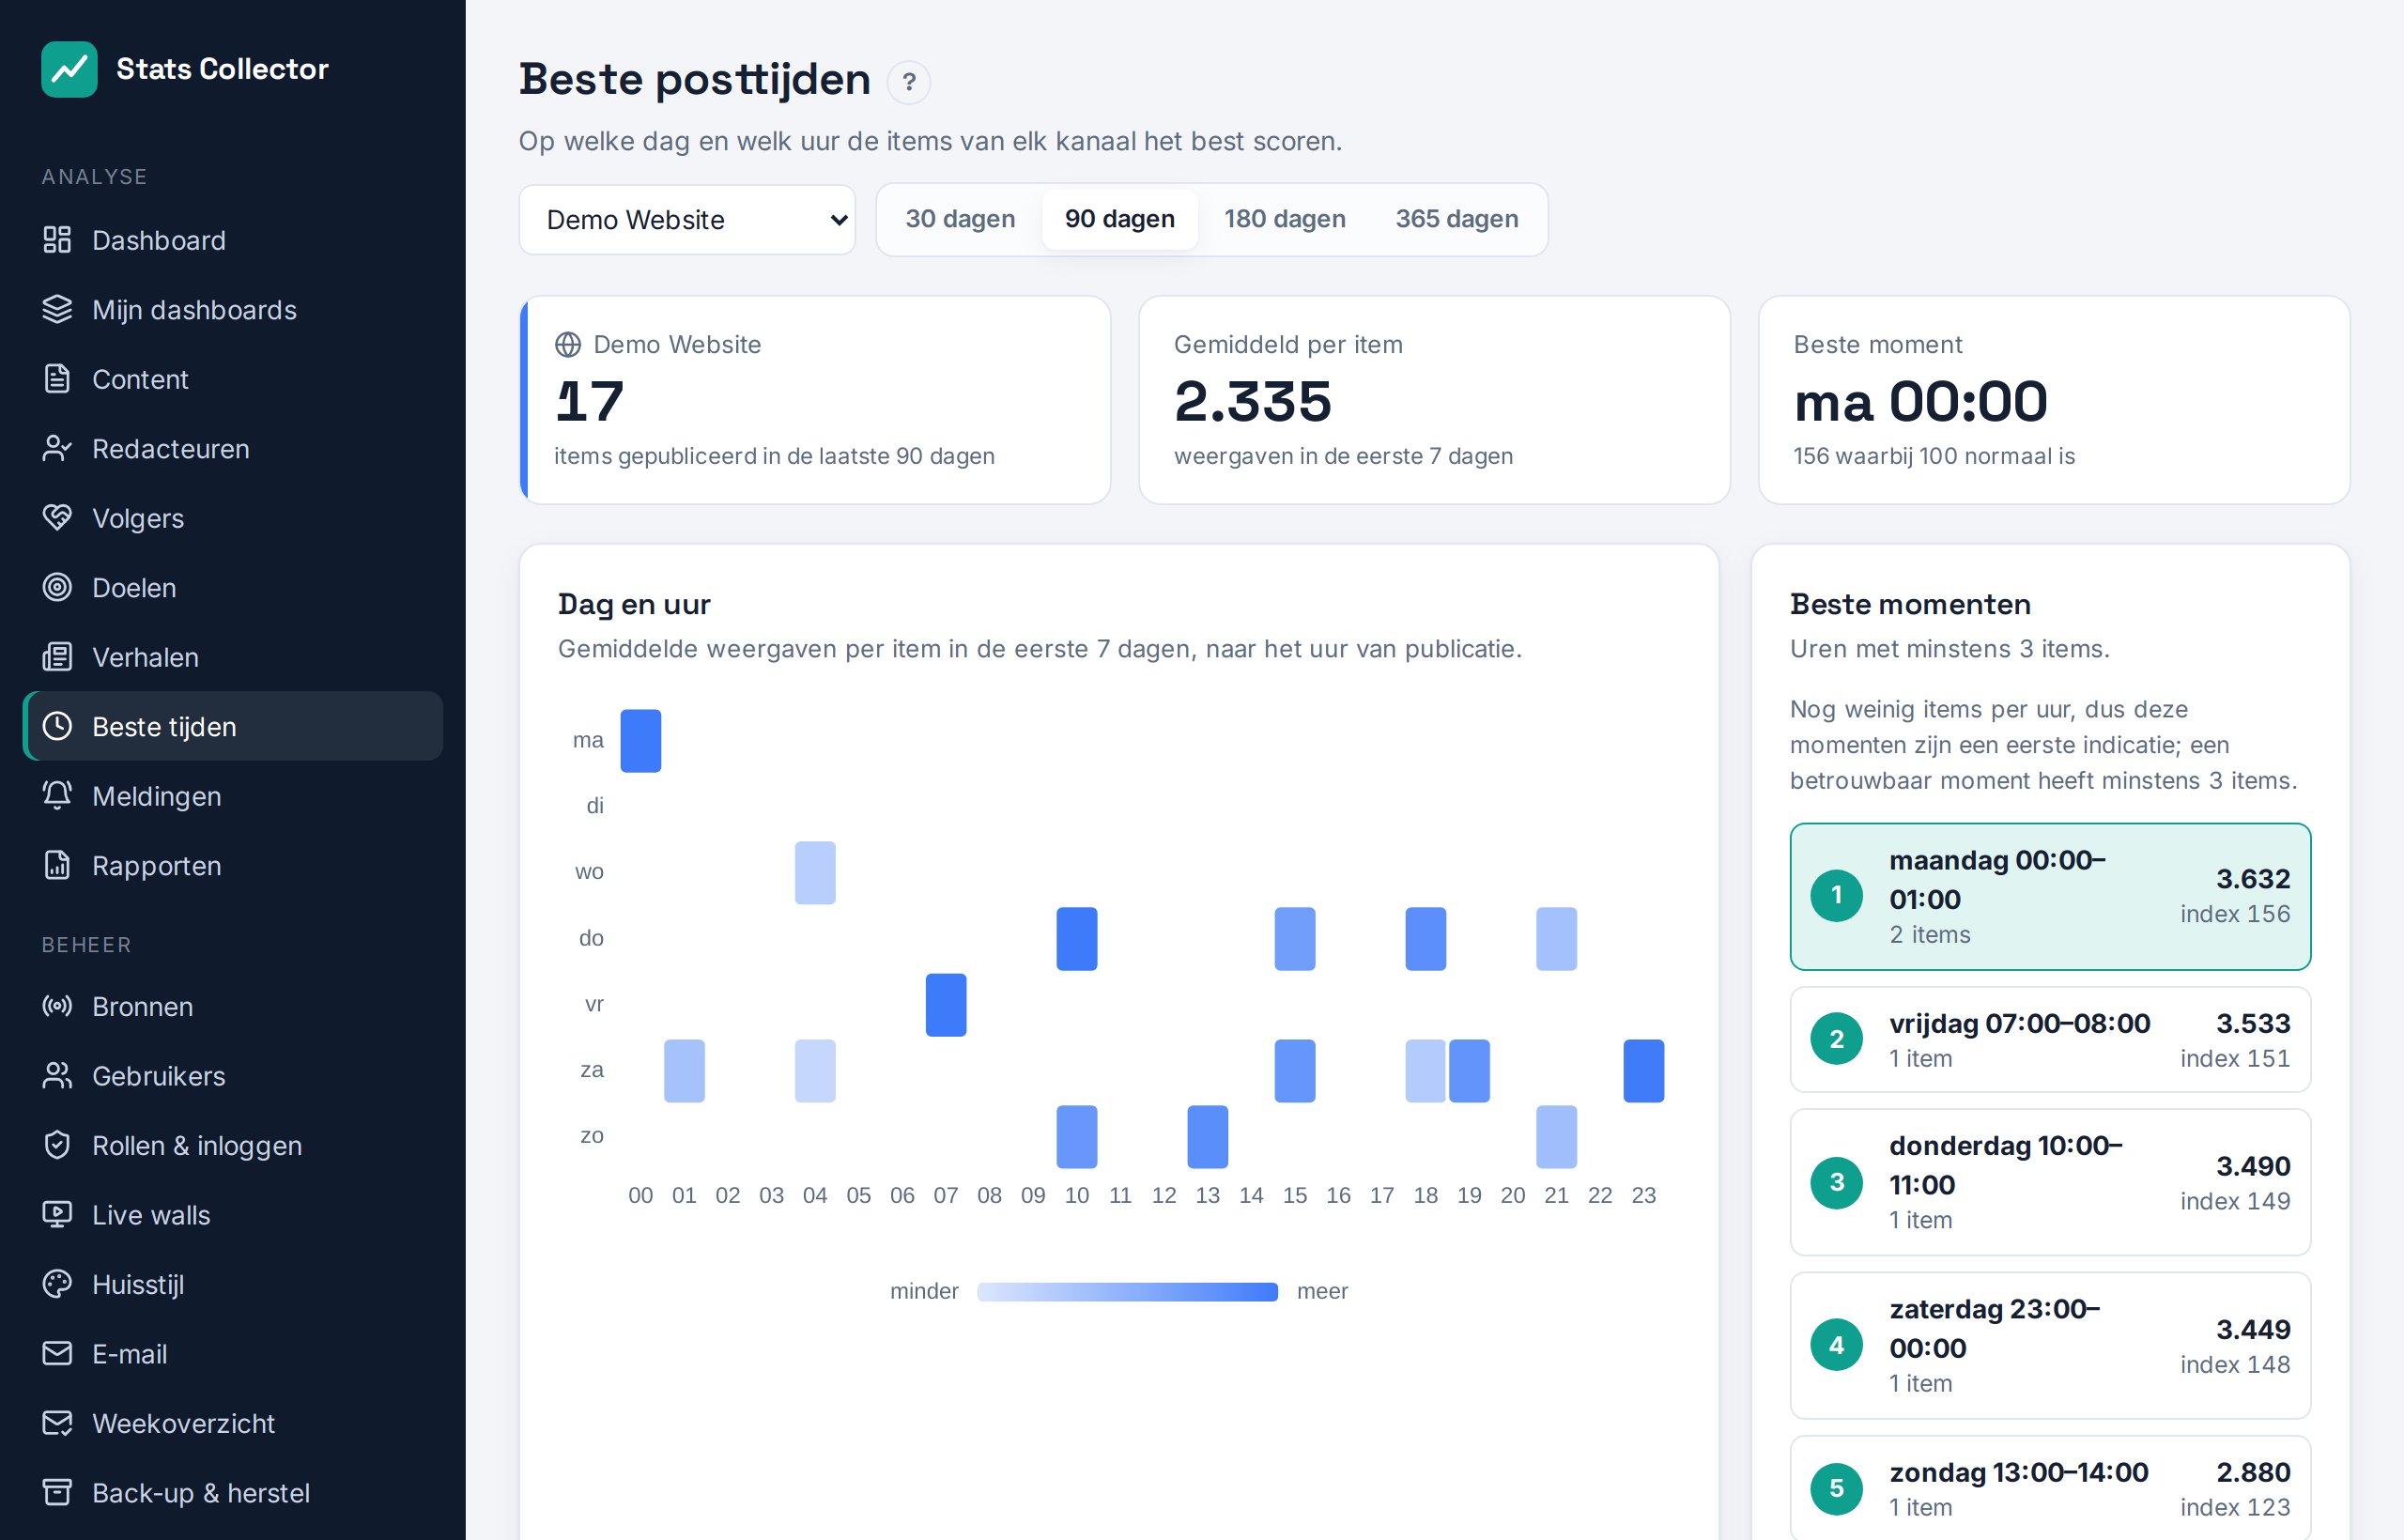 Stats Collector
ANALYSE
Dashboard
Mijn dashboards
Content
Redacteuren
Volgers
Doelen
Verhalen
Beste tijden
Meldingen
Rapporten
BEHEER
Bronnen
Gebruikers
Rollen & inloggen
Live walls
Huisstijl
E-mail
Weekoverzicht
Back-up & herstel
Beste posttijden ?
Op welke dag en welk uur de items van elk kanaal het best scoren.
Demo Website
30 dagen 90 dagen 180 dagen 365 dagen
Demo Website
17
items gepubliceerd in de laatste 90 dagen
Gemiddeld per item
2.335
weergaven in de eerste 7 dagen
Beste moment
ma 00:00
156 waarbij 100 normaal is
Dag en uur
Gemiddelde weergaven per item in de eerste 7 dagen, naar het uur van publicatie.
ma
di
wo
do
vr
za
zo
00 01 02 03 04 05 06 07 08 09 10 11 12 13 14 15 16 17 18 19 20 21 22 23
minder meer
Beste momenten
Uren met minstens 3 items.
Nog weinig items per uur, dus deze
momenten zijn een eerste indicatie; een
betrouwbaar moment heeft minstens 3 items.
1
maandag 00:00–
01:00
2 items
3.632
index 156
2
vrijdag 07:00–08:00
1 item
3.533
index 151
3
donderdag 10:00–
11:00
1 item
3.490
index 149
4
zaterdag 23:00–
00:00
1 item
3.449
index 148
5
zondag 13:00–14:00
1 item
2.880
index 123